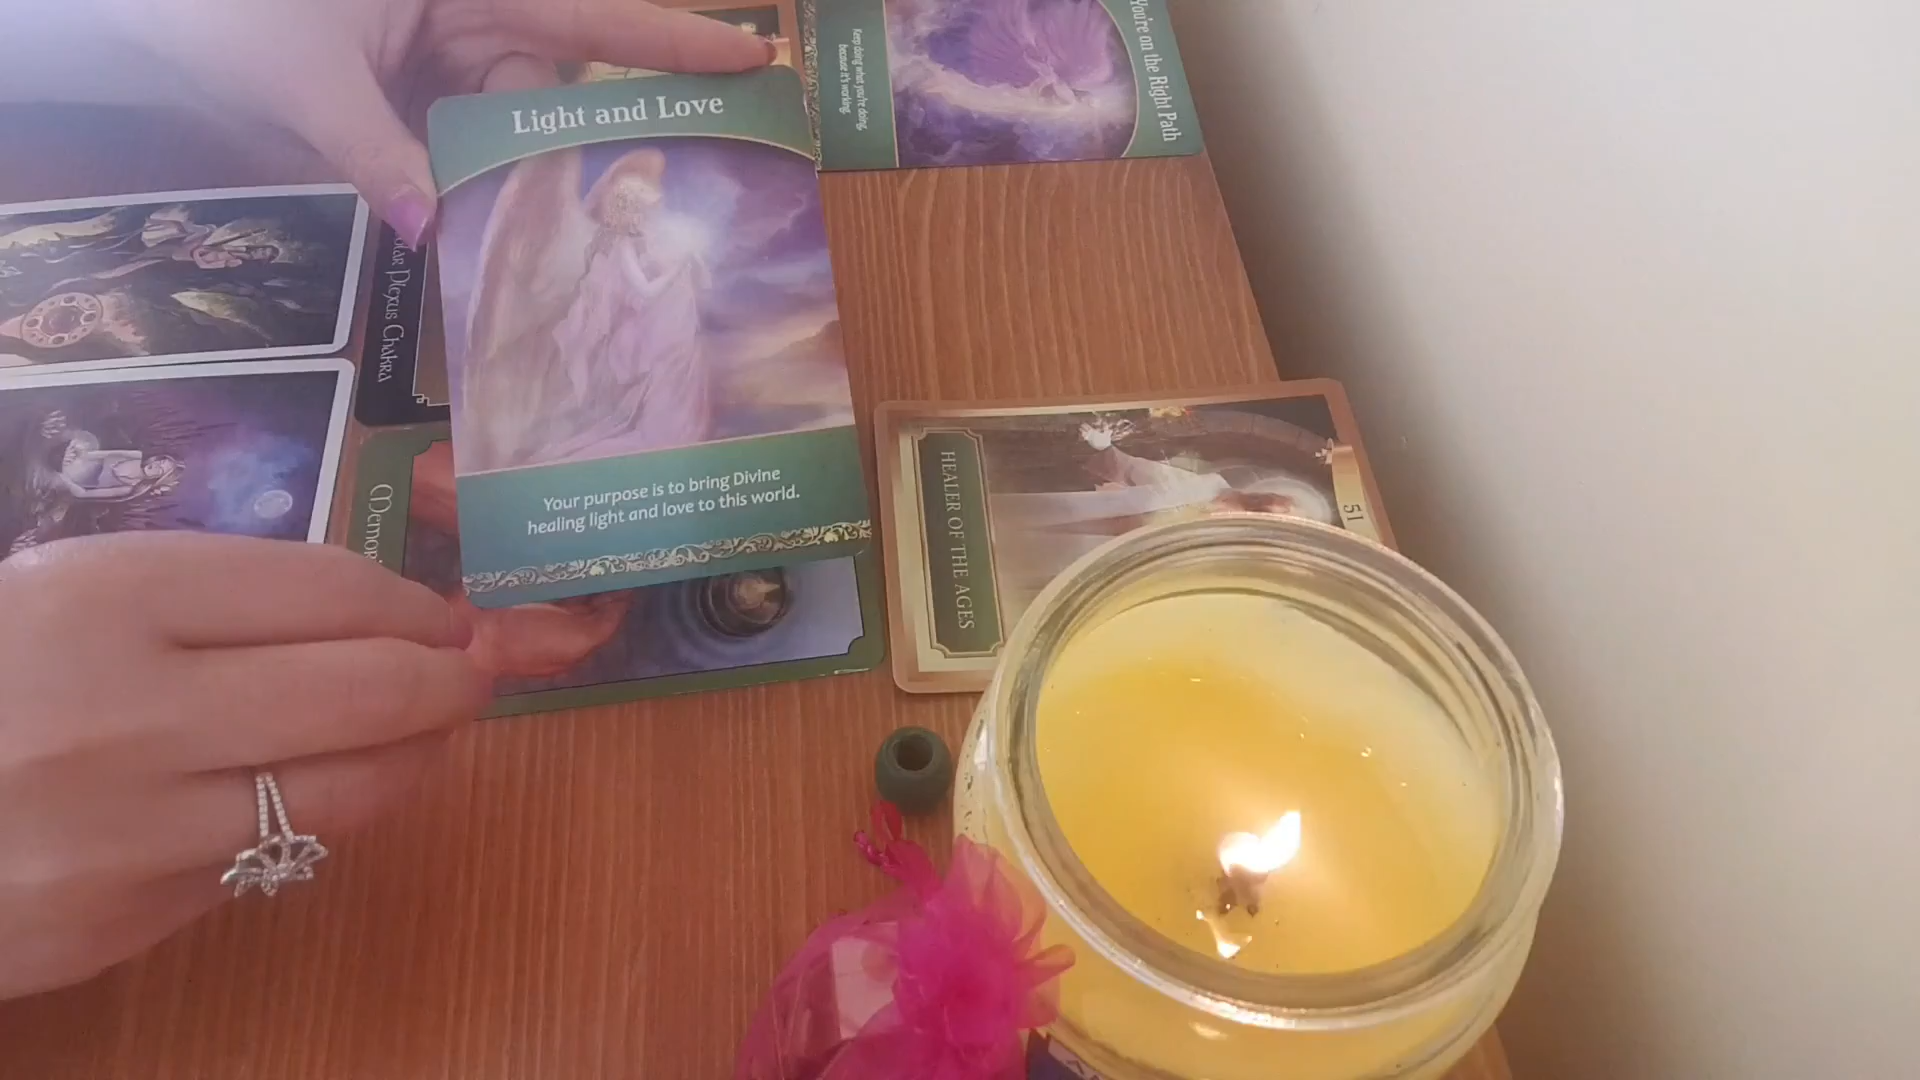 Light and Love
Your purpose is to bring Divine
healing light and love to this world.
You're on the Right Path
Keep doing what you're doing,
because it's working.
Plexus Chakra
HEALER OF THE AGES
51